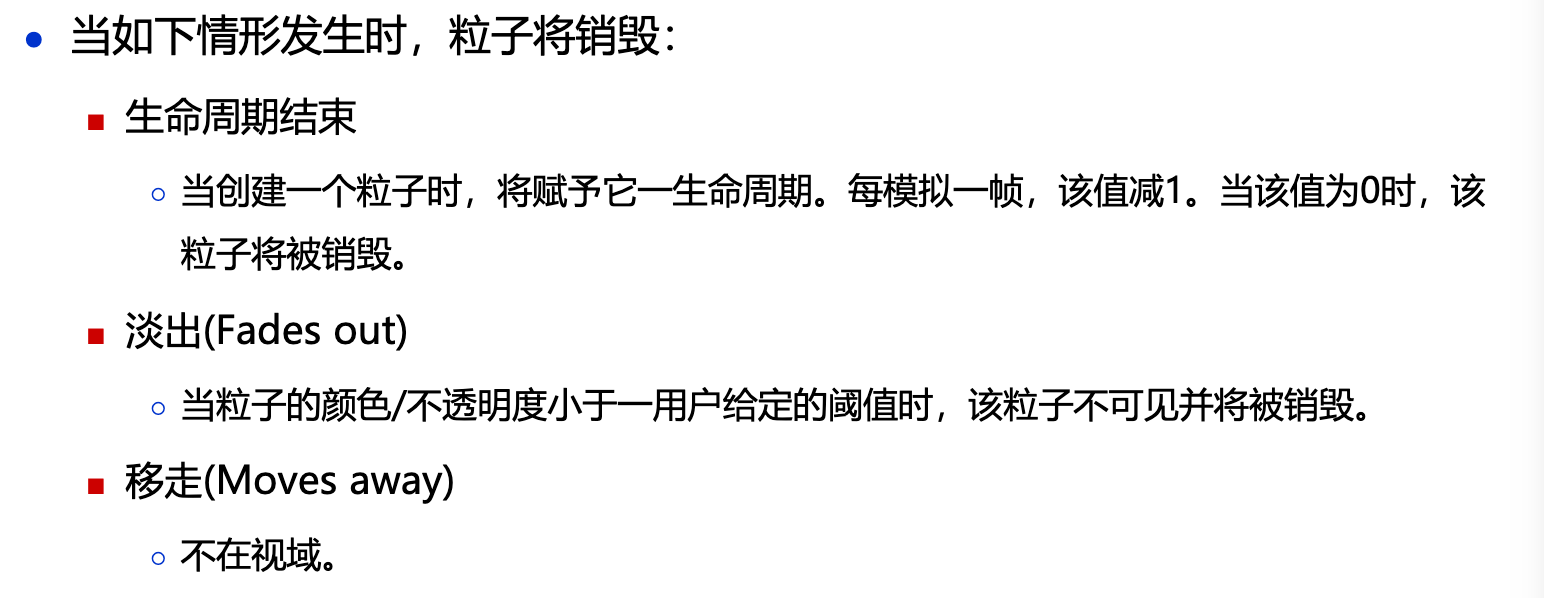 当如下情形发生时，粒子将销毁：
生命周期结束
当创建一个粒子时，将赋予它一生命周期。每模拟一帧，该值减1。当该值为0时，该
粒子将被销毁。
淡出(Fades out)
当粒子的颜色/不透明度小于一用户给定的阈值时，该粒子不可见并将被销毁。
移走(Moves away)
不在视域。